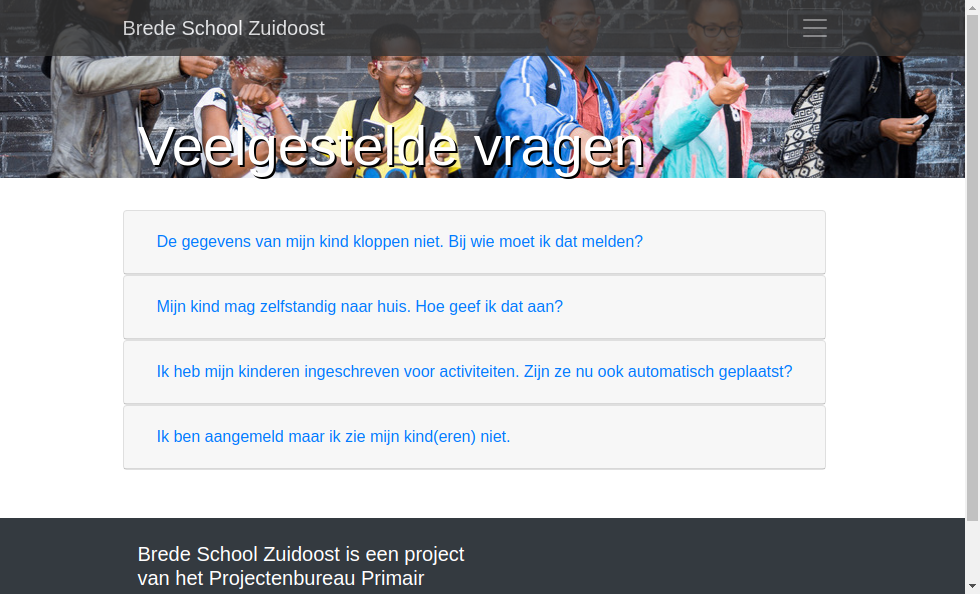 Brede School Zuidoost
Veelgestelde vragen
De gegevens van mijn kind kloppen niet. Bij wie moet ik dat melden?
Mijn kind mag zelfstandig naar huis. Hoe geef ik dat aan?
Ik heb mijn kinderen ingeschreven voor activiteiten. Zijn ze nu ook automatisch geplaatst?
Ik ben aangemeld maar ik zie mijn kind(eren) niet.
Brede School Zuidoost is een project
van het Projectenbureau Primair